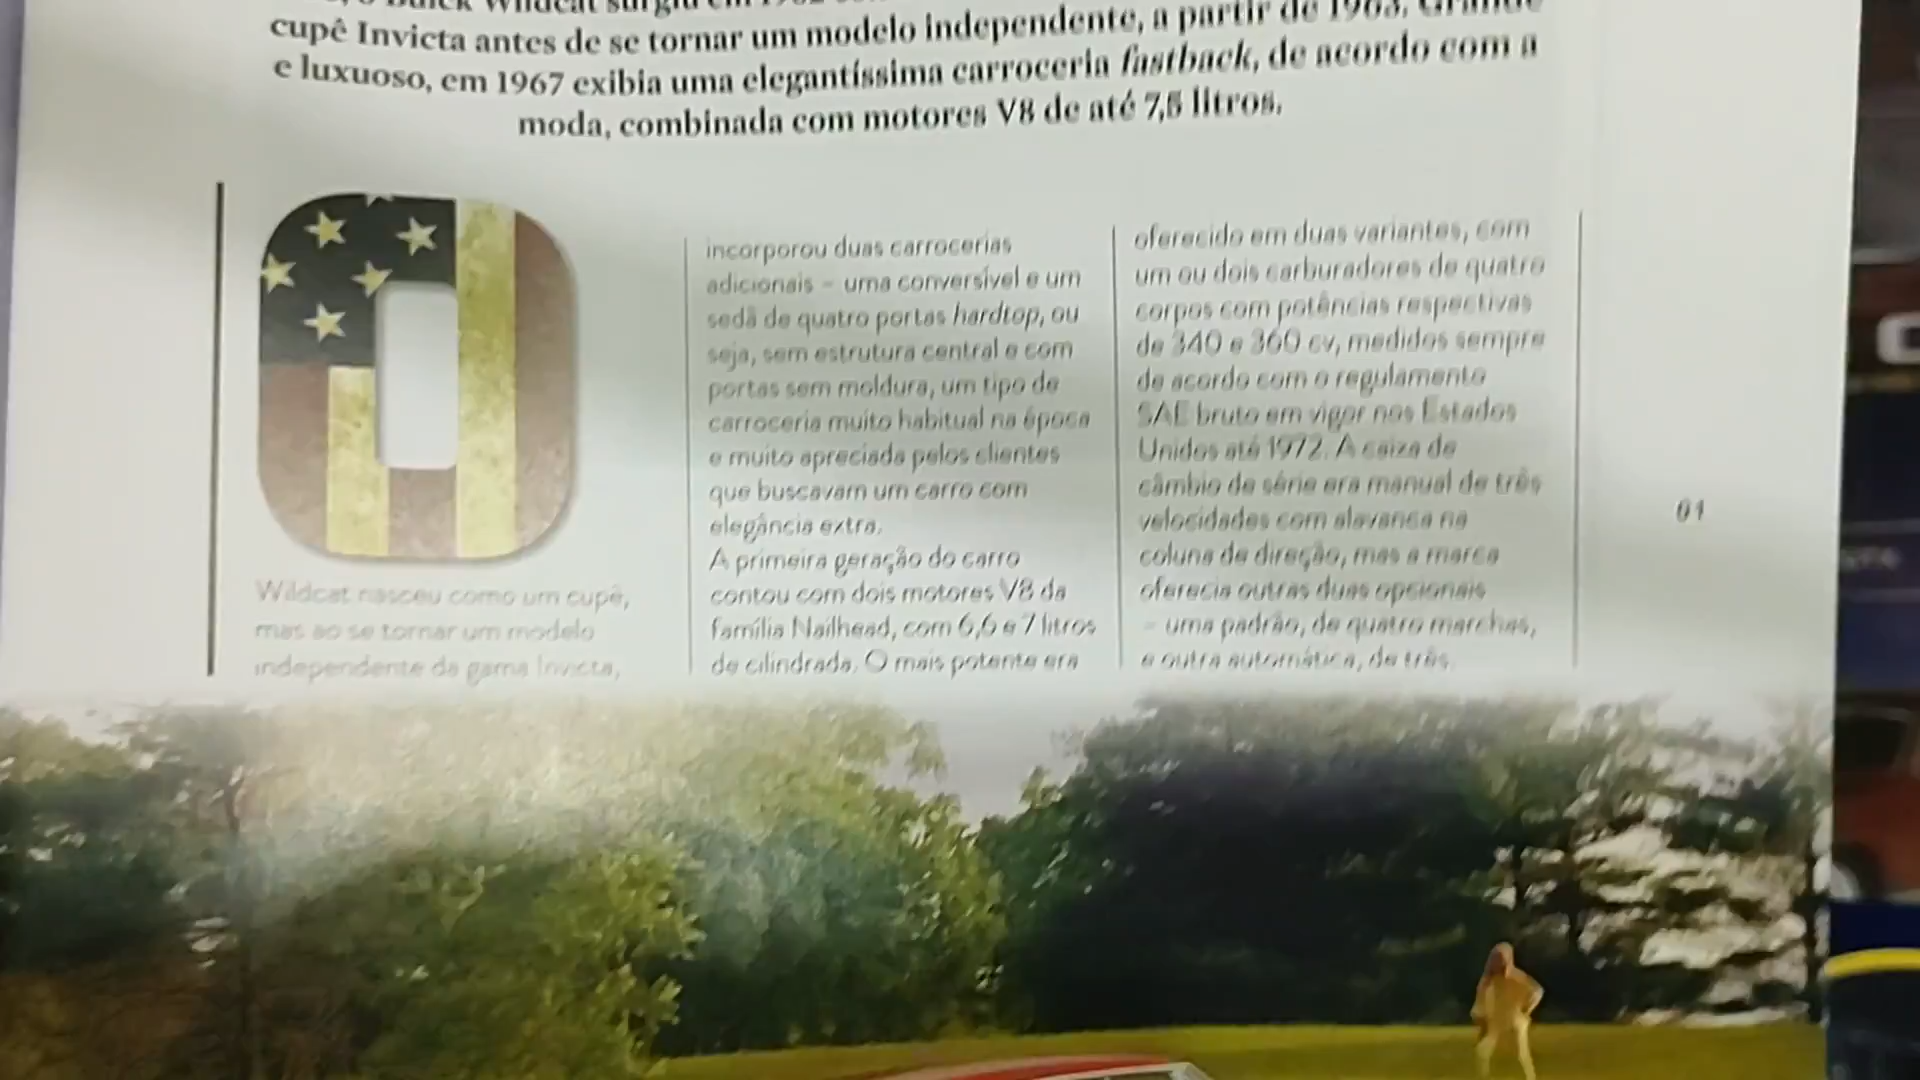 Buick Wildcat surgiu em
cupê Invicta antes de se tornar um modelo independente, a partir de 1963. Grande
e luxuoso, em 1967 exibia uma elegantíssima carroceria fastback, de acordo com a
moda, combinada com motores V8 de até 7,5 litros.
O
Wildcat nasceu como um cupê,
mas ao se tornar um modelo
independente da gama Invicta,
incorporou duas carrocerias
adicionais – uma conversível e um
sedã de quatro portas hardtop, ou
seja, sem estrutura central e com
portas sem moldura, um tipo de
carroceria muito habitual na época
e muito apreciada pelos clientes
que buscavam um carro com
elegância extra.
A primeira geração do carro
contou com dois motores V8 da
família Nailhead, com 6,6 e 7 litros
de cilindrada. O mais potente era
oferecido em duas variantes, com
um ou dois carburadores de quatro
corpos com potências respectivas
de 340 e 360 cv, medidos sempre
de acordo com o regulamento
SAE bruto em vigor nos Estados
Unidos até 1972. A caixa de
câmbio de série era manual de três
velocidades com alavanca na
coluna de direção, mas a marca
oferecia outras duas opcionais
– uma padrão, de quatro marchas,
e outra automática, de três.
01